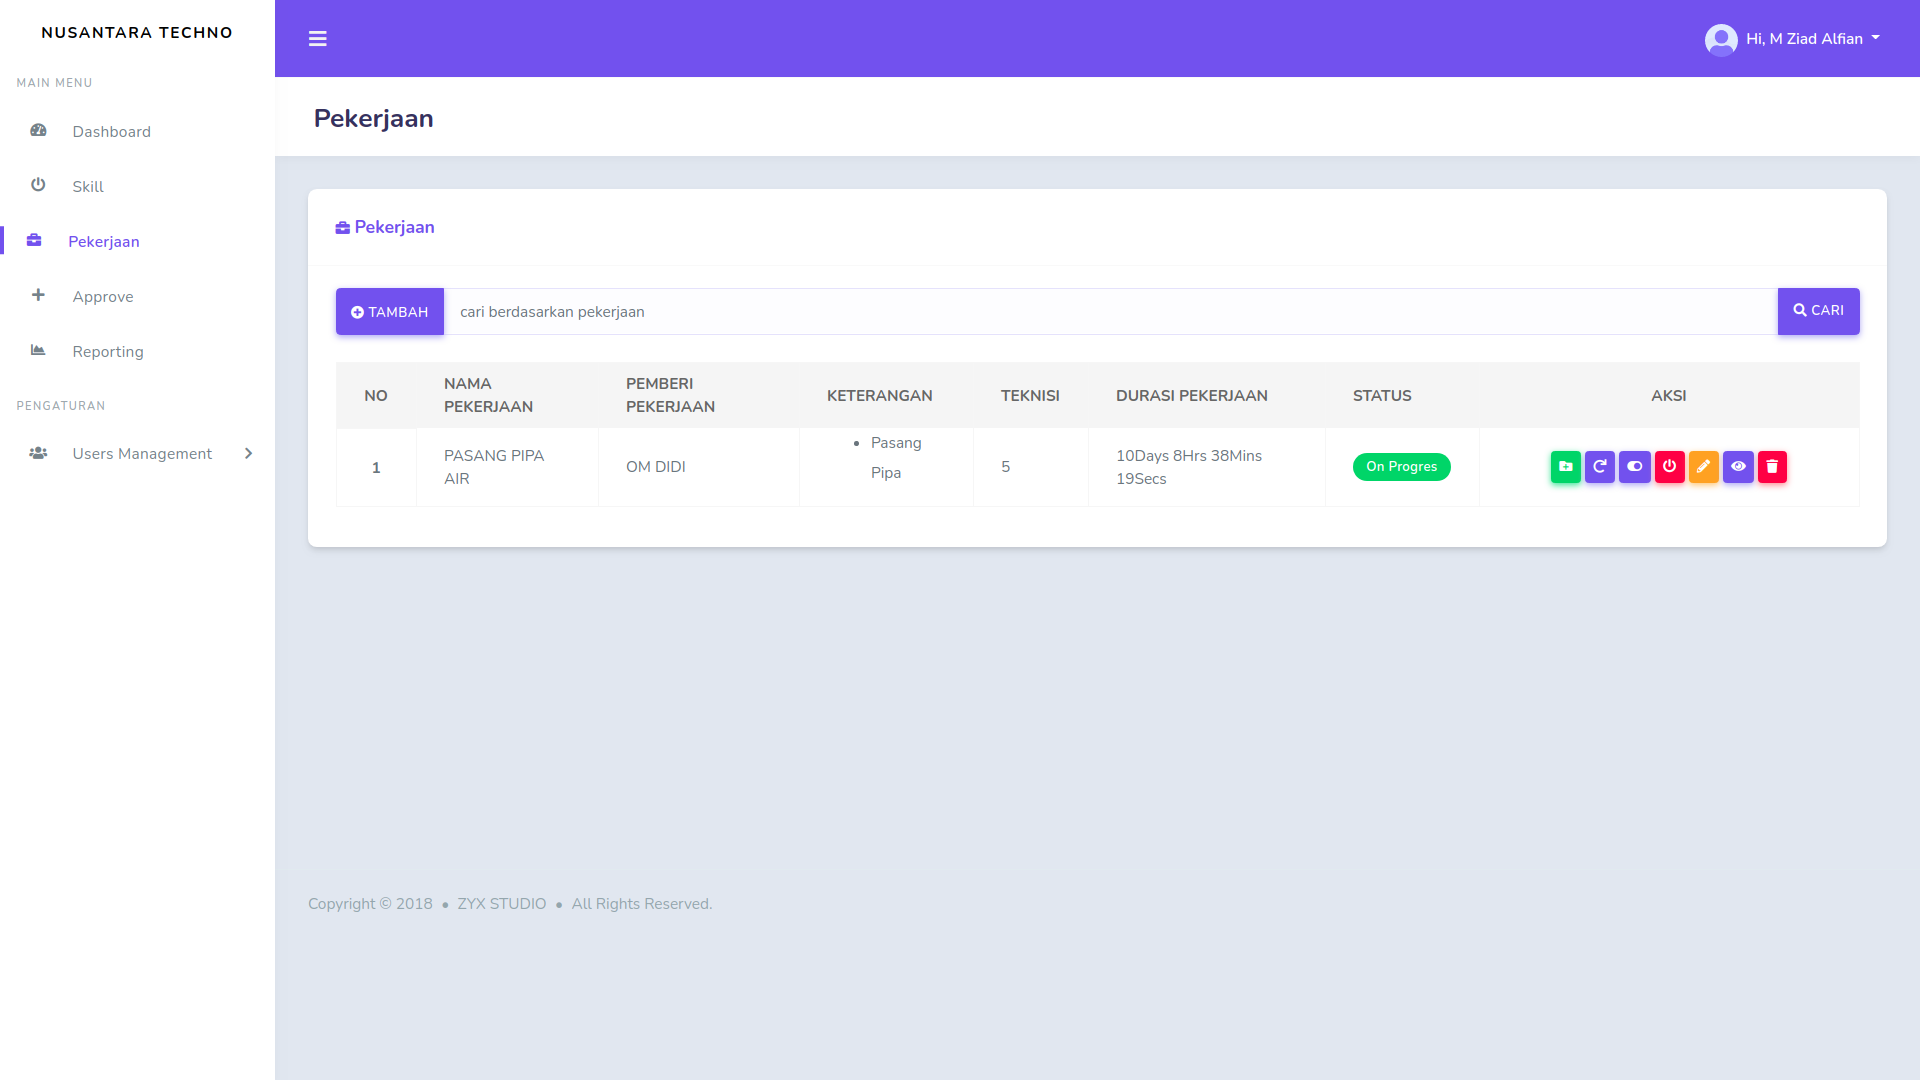 NUSANTARA TECHNO
MAIN MENU
Dashboard
Skill
Pekerjaan
Approve
Reporting
PENGATURAN
Users Management
Hi, M Ziad Alfian
Pekerjaan
Pekerjaan
TAMBAH
cari berdasarkan pekerjaan
CARI
NO
NAMA
PEKERJAAN
PEMBERI
PEKERJAAN
KETERANGAN
TEKNISI
DURASI PEKERJAAN
STATUS
AKSI
1
PASANG PIPA
AIR
OM DIDI
• Pasang
Pipa
5
10Days 8Hrs 38Mins
19Secs
On Progres
Copyright © 2018 • ZYX STUDIO • All Rights Reserved.